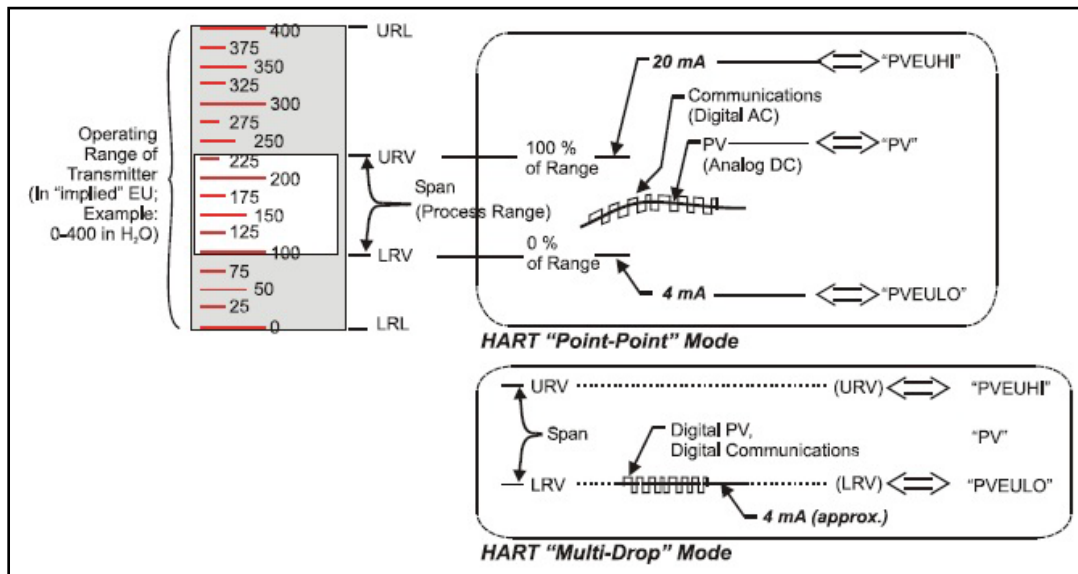 400
375
350
325
300
275
250
225
200
175
150
125
100
75
50
25
0
Operating
Range of
Transmitter
(In “implied” EU;
Example:
0-400 in H₂O)
URL
URV
Span
(Process Range)
LRV
LRL
20 mA
“PVEUHI”
Communications
(Digital AC)
100 %
of Range
PV
(Analog DC)
“PV”
0 %
of Range
4 mA
“PVEULO”
HART “Point-Point” Mode
URV
(URV)
“PVEUHI”
Span
Digital PV,
Digital Communications
“PV”
LRV
(LRV)
“PVEULO”
4 mA (approx.)
HART “Multi-Drop” Mode